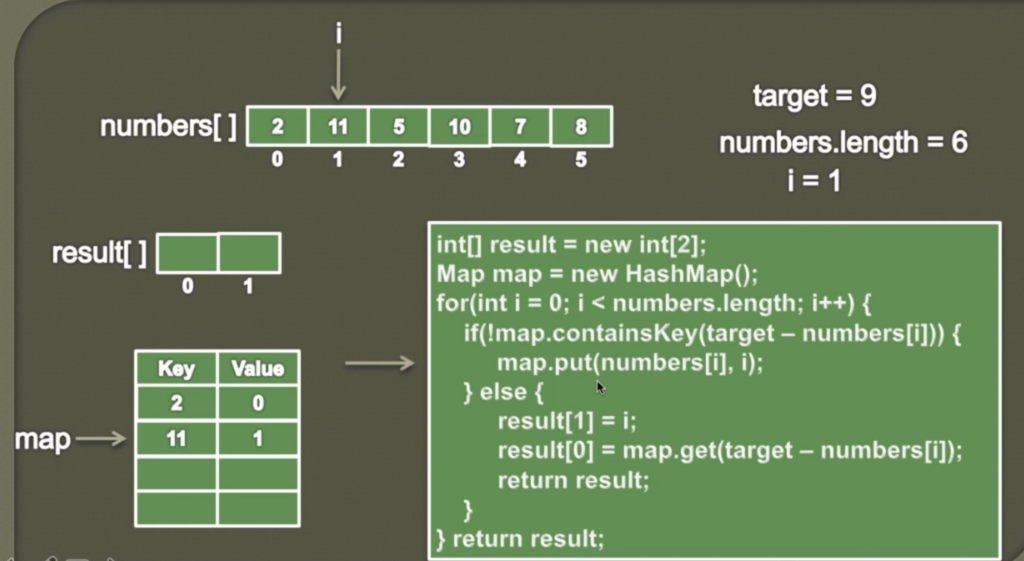 i
numbers[ ] 2 11 5 10 7 8
0 1 2 3 4 5
target = 9
numbers.length = 6
i = 1
result[ ]
0 1
Key Value
2 0
map 11 1
int[] result = new int[2];
Map map = new HashMap();
for(int i = 0; i < numbers.length; i++) {
if(!map.containsKey(target – numbers[i])) {
map.put(numbers[i], i);
} else {
result[1] = i;
result[0] = map.get(target – numbers[i]);
return result;
}
} return result;